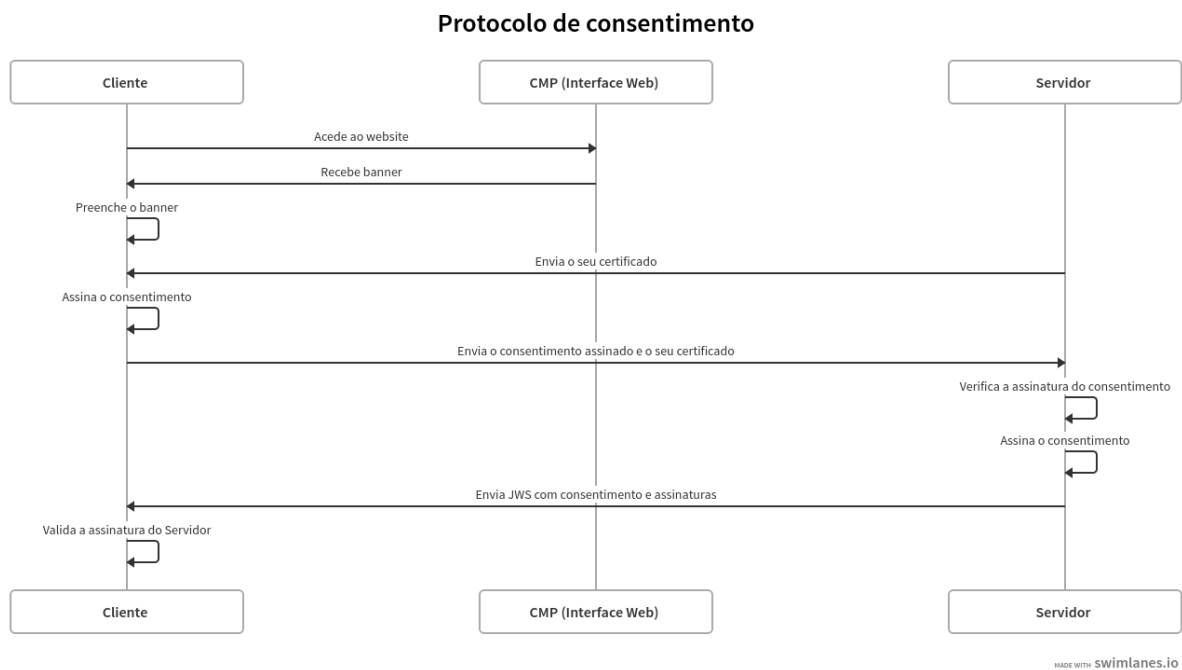 Protocolo de consentimento
Cliente
CMP (Interface Web)
Servidor
Acede ao website
Recebe banner
Preenche o banner
Envia o seu certificado
Assina o consentimento
Envia o consentimento assinado e o seu certificado
Verifica a assinatura do consentimento
Assina o consentimento
Envia JWS com consentimento e assinaturas
Valida a assinatura do Servidor
Cliente
CMP (Interface Web)
Servidor
MADE WITH swimlanes.io